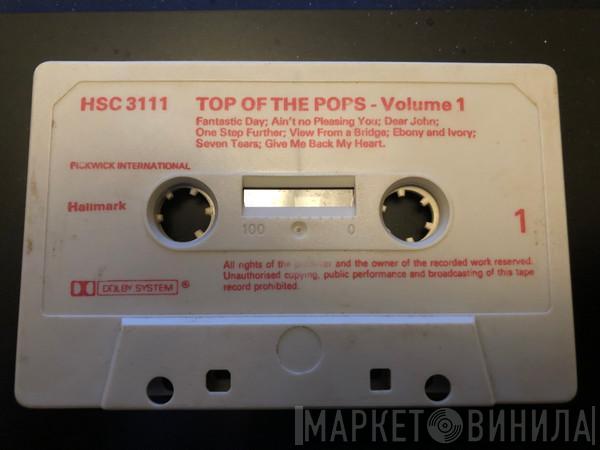 HSC 3111 TOP OF THE POPS - Volume 1
Fantastic Day; Ain't no Pleasing You; Dear John;
One Step Further; View From a Bridge; Ebony and Ivory;
Seven Tears; Give Me Back My Heart.
PICKWICK INTERNATIONAL
Hallmark
100 0
1
All rights of the producer and the owner of the recorded work reserved.
Unauthorised copying, public performance and broadcasting of this tape
record prohibited.
DOLBY SYSTEM ®
МАРКЕТ ВИНИЛА